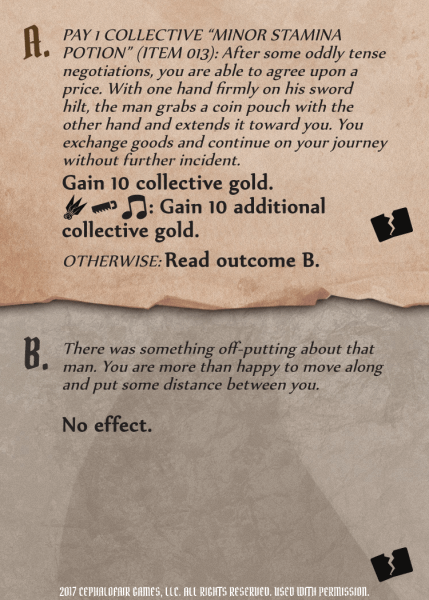 A. PAY 1 COLLECTIVE “MINOR STAMINA
POTION” (ITEM 013): After some oddly tense
negotiations, you are able to agree upon a
price. With one hand firmly on his sword
hilt, the man grabs a coin pouch with the
other hand and extends it toward you. You
exchange goods and continue on your journey
without further incident.
Gain 10 collective gold.
: Gain 10 additional
collective gold.
OTHERWISE: Read outcome B.
B. There was something off-putting about that
man. You are more than happy to move along
and put some distance between you.
No effect.
2017 CEPHALOFAIR GAMES, LLC. ALL RIGHTS RESERVED. USED WITH PERMISSION.